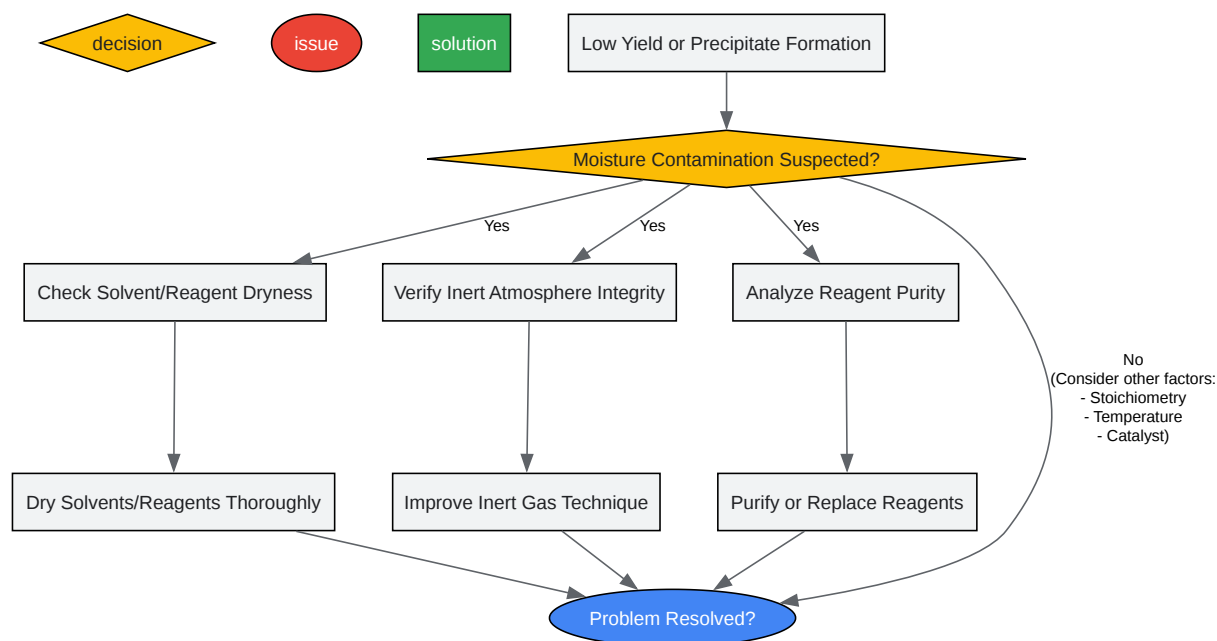 decision
issue
solution
Low Yield or Precipitate Formation
Moisture Contamination Suspected?
Yes
Yes
Yes
Check Solvent/Reagent Dryness
Verify Inert Atmosphere Integrity
Analyze Reagent Purity
No
(Consider other factors:
- Stoichiometry
- Temperature
- Catalyst)
Dry Solvents/Reagents Thoroughly
Improve Inert Gas Technique
Purify or Replace Reagents
Problem Resolved?